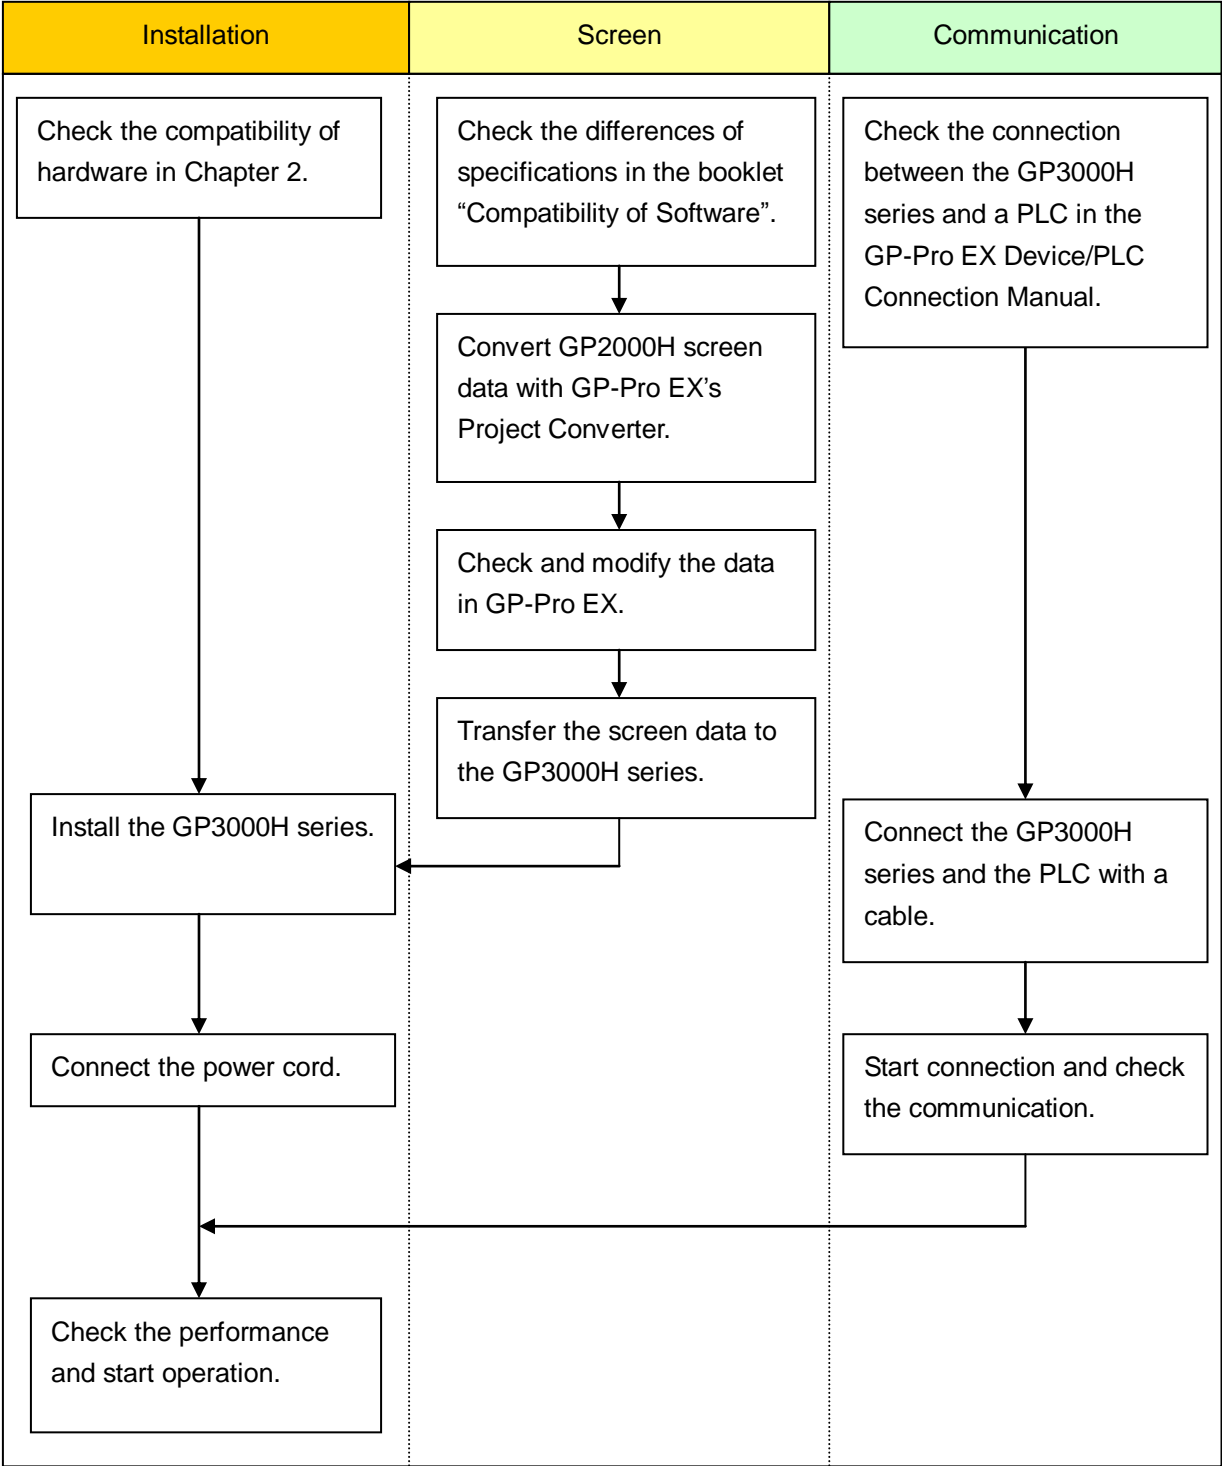 Installation
Screen
Communication
Check the compatibility of
hardware in Chapter 2.
Check the differences of
specifications in the booklet
“Compatibility of Software”.
Check the connection
between the GP3000H
series and a PLC in the
GP-Pro EX Device/PLC
Connection Manual.
Convert GP2000H screen
data with GP-Pro EX’s
Project Converter.
Check and modify the data
in GP-Pro EX.
Transfer the screen data to
the GP3000H series.
Install the GP3000H series.
Connect the GP3000H
series and the PLC with a
cable.
Connect the power cord.
Start connection and check
the communication.
Check the performance
and start operation.